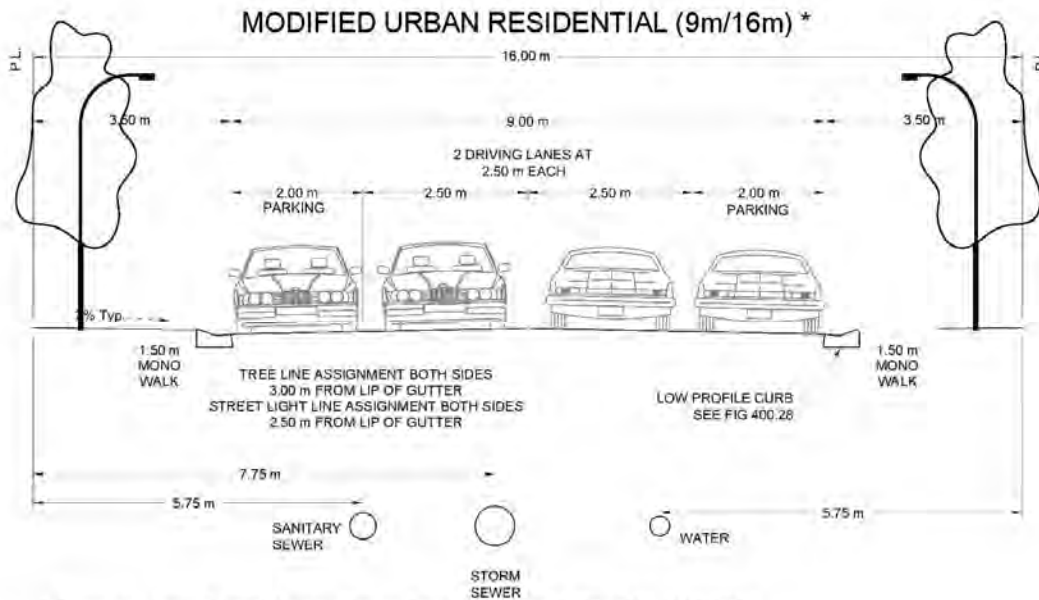 MODIFIED URBAN RESIDENTIAL (9m/16m) *
P.L.
16.00 m
3.50 m
9.00 m
3.50 m
2 DRIVING LANES AT
2.50 m EACH
2.00 m
2.50 m
2.50 m
2.00 m
PARKING
PARKING
2% Typ.
1.50 m
MONO
WALK
1.50 m
MONO
WALK
TREE LINE ASSIGNMENT BOTH SIDES
3.00 m FROM LIP OF GUTTER
STREET LIGHT LINE ASSIGNMENT BOTH SIDES
2.50 m FROM LIP OF GUTTER
LOW PROFILE CURB
SEE FIG 400.28
7.75 m
5.75 m
5.75 m
SANITARY
SEWER
WATER
STORM
SEWER